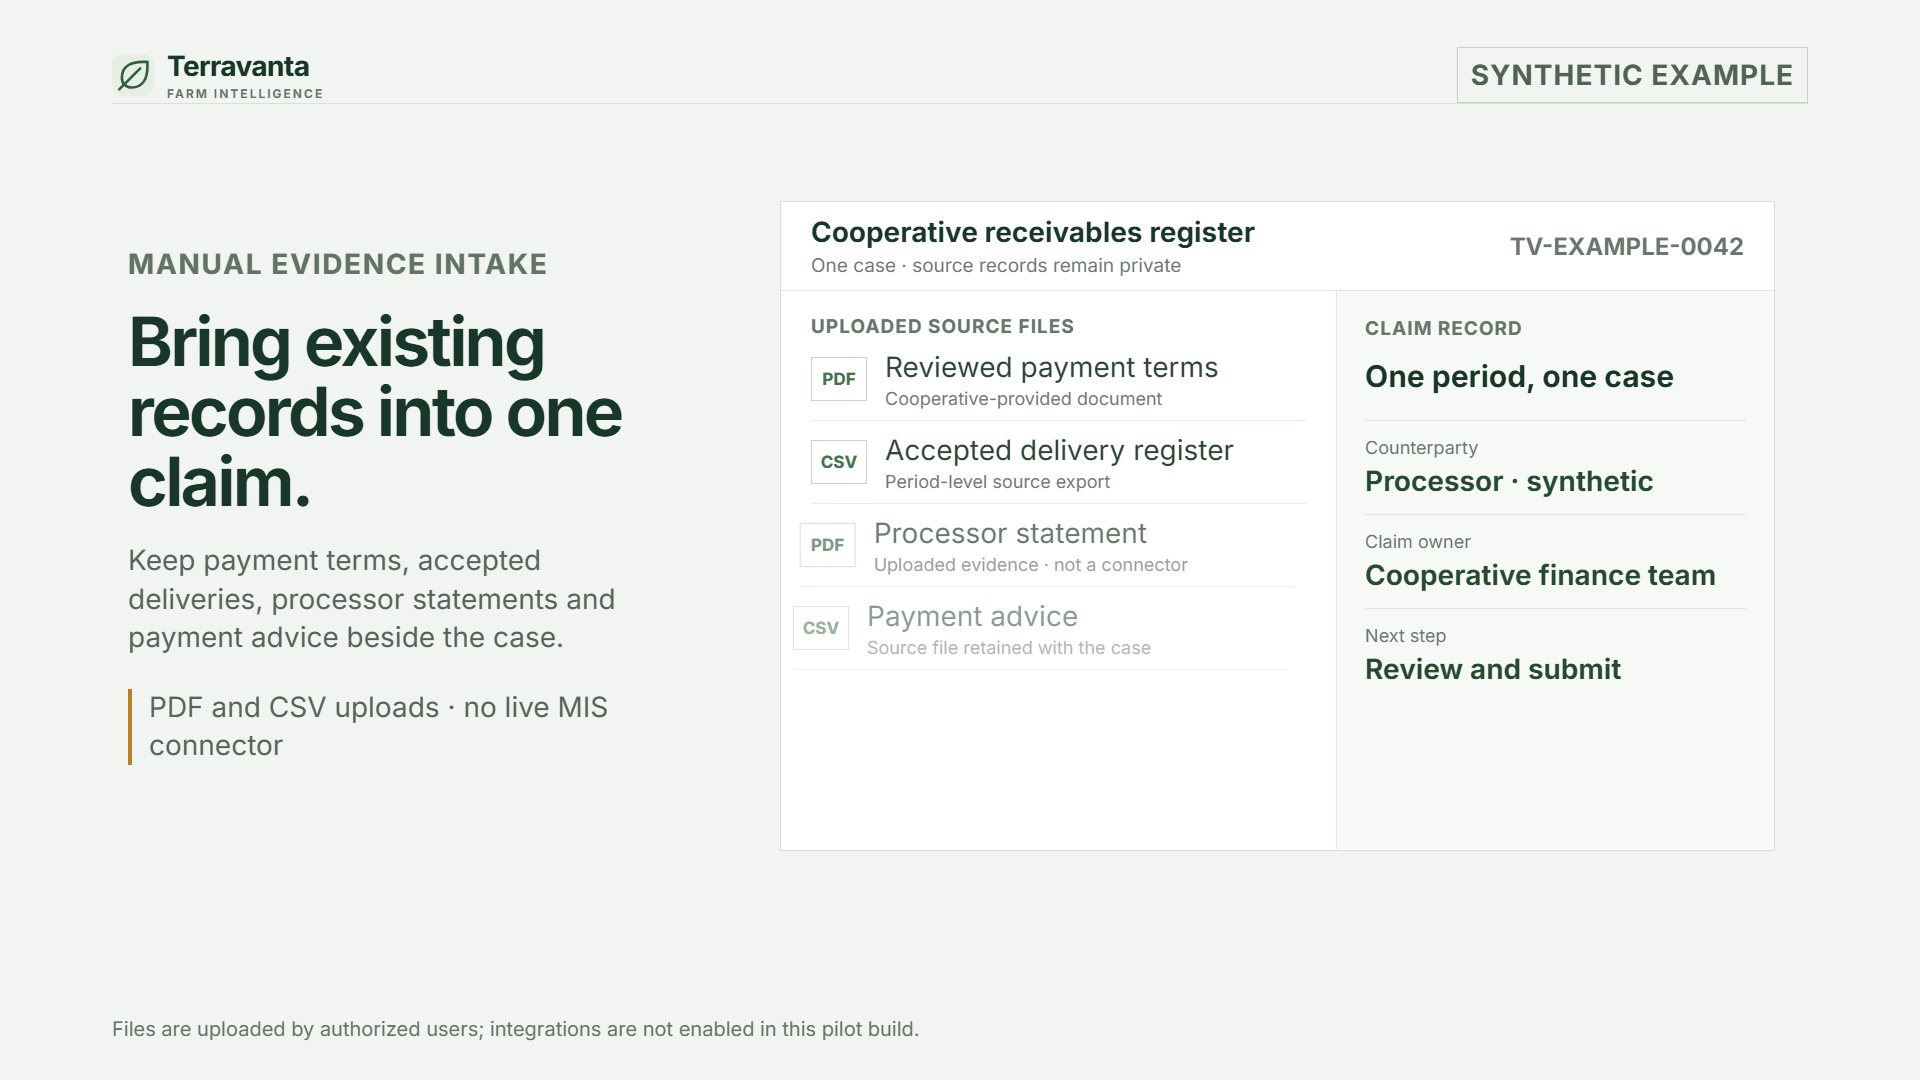 Terravanta
FARM INTELLIGENCE
SYNTHETIC EXAMPLE
MANUAL EVIDENCE INTAKE
Bring existing
records into one
claim.
Keep payment terms, accepted
deliveries, processor statements and
payment advice beside the case.
PDF and CSV uploads · no live MIS
connector
Cooperative receivables register
One case · source records remain private
TV-EXAMPLE-0042
UPLOADED SOURCE FILES
PDF
Reviewed payment terms
Cooperative-provided document
CSV
Accepted delivery register
Period-level source export
PDF
Processor statement
Uploaded evidence · not a connector
CSV
Payment advice
Source file retained with the case
CLAIM RECORD
One period, one case
Counterparty
Processor · synthetic
Claim owner
Cooperative finance team
Next step
Review and submit
Files are uploaded by authorized users; integrations are not enabled in this pilot build.